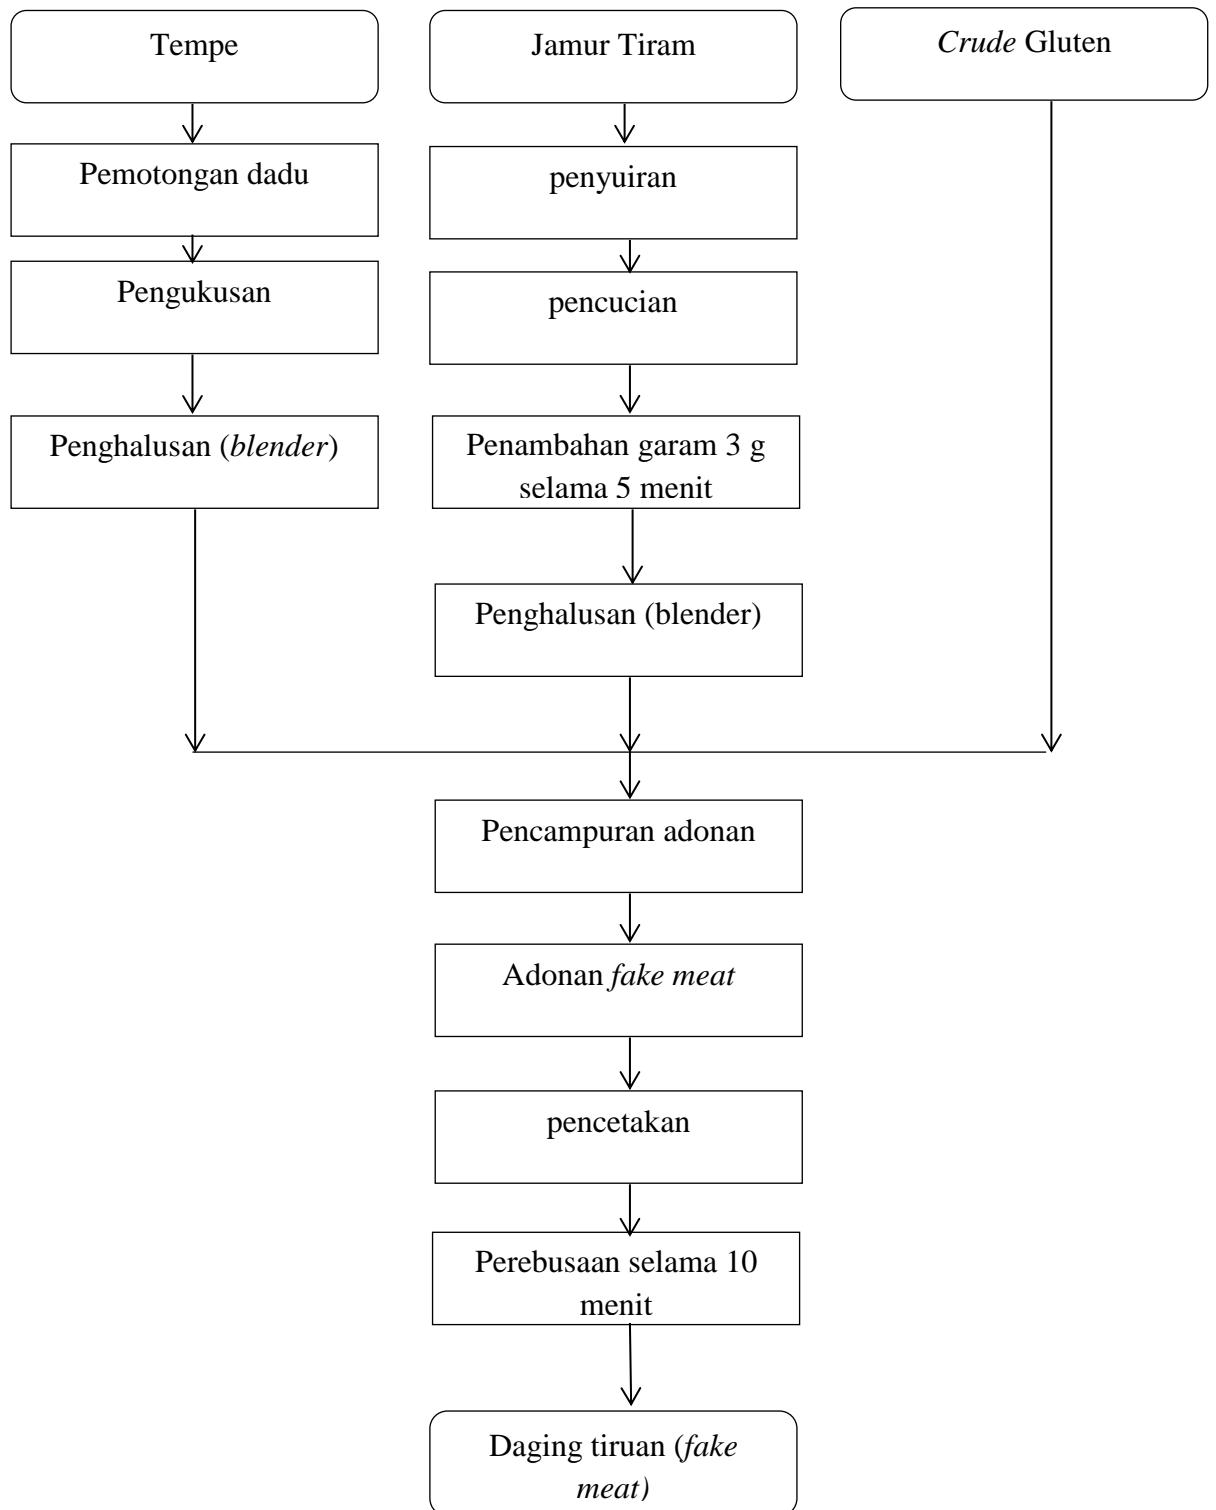 Tempe
Jamur Tiram
Crude Gluten
Pemotongan dadu
penyuiran
Pengukusan
pencucian
Penghalusan (blender)
Penambahan garam 3 g
selama 5 menit
Penghalusan (blender)
Pencampuran adonan
Adonan fake meat
pencetakan
Perebusaan selama 10
menit
Daging tiruan (fake
meat)